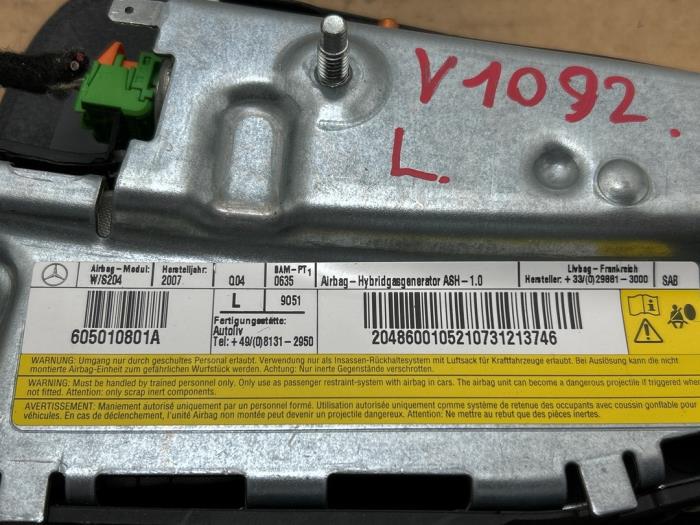 V1092.
L.
Airbag-Modul: Herstelljahr: BAM-PT1 Livbag-Frankreich
W/S204 2007 Q.04 0635 Airbag-Hybridgasgenerator ASH-1.0 Hersteller: +33/(0)29881-3000 SAB
L 9051
Fertigungsstätte:
Autoliv
605010801A Tel: +49/(0)8131-2950 2048600105210731213746
WARNUNG: Umgang nur durch geschultes Personal erlaubt. Verwendung nur als Insassen-Rückhaltesystem mit Luftsack für Kraftfahrzeuge erlaubt. Bei Auslösung kann die nicht
montierte Airbag-Einheit zum gefährlichen Wurfstück werden. Achtung: Nur inerte Gegenstände verschrotten.
WARNING: Must be handled by trained personnel only. Only use as passenger restraint-system with airbag in cars. The airbag unit can become a dangerous projectile if triggered when
not fitted. Attention: only scrap inert components.
AVERTISSEMENT: Maniement autorisé uniquement par un personnel formé. Utilisation autorisée uniquement comme système de retenue des occupants avec coussin gonflable pour
véhicules. En cas de déclenchement, l'unité Airbag non montée peut devenir un projectile dangereux. Attention: Ne mettre au rebut que des pièces inertes.